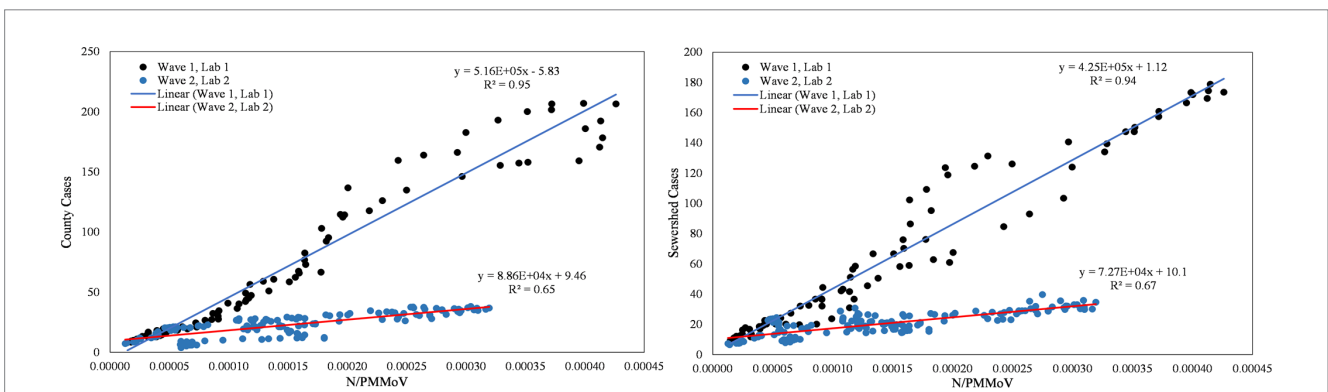 250
200
150
100
50
0
County Cases
Wave 1, Lab 1
Wave 2, Lab 2
Linear (Wave 1, Lab 1)
Linear (Wave 2, Lab 2)
y = 5.16E+05x - 5.83
R² = 0.95
y = 8.86E+04x + 9.46
R² = 0.65
0.00000 0.00005 0.00010 0.00015 0.00020 0.00025 0.00030 0.00035 0.00040 0.00045
N/PMMoV
200
180
160
140
120
100
80
60
40
20
0
Sewershed Cases
Wave 1, Lab 1
Wave 2, Lab 2
Linear (Wave 1, Lab 1)
Linear (Wave 2, Lab 2)
y = 4.25E+05x + 1.12
R² = 0.94
y = 7.27E+04x + 10.1
R² = 0.67
0.00000 0.00005 0.00010 0.00015 0.00020 0.00025 0.00030 0.00035 0.00040 0.00045
N/PMMoV